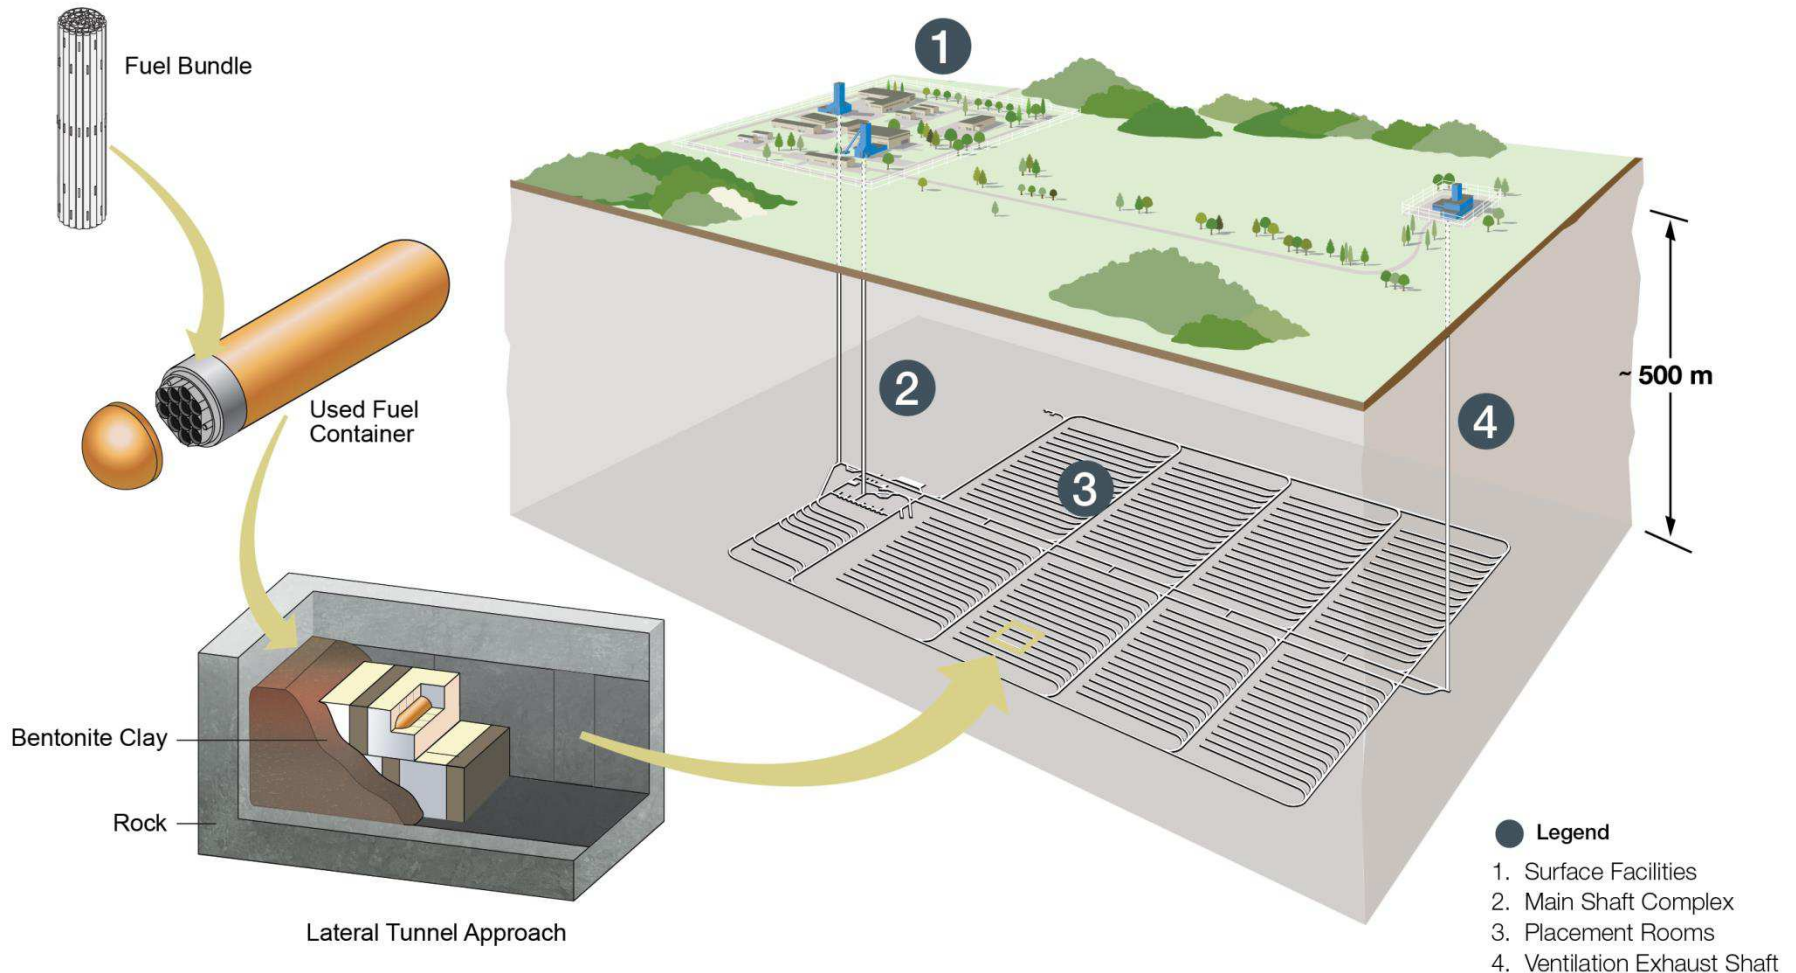 1
Fuel Bundle
2
~ 500 m
Used Fuel
Container
4
3
Bentonite Clay
Rock
Lateral Tunnel Approach
Legend
1. Surface Facilities
2. Main Shaft Complex
3. Placement Rooms
4. Ventilation Exhaust Shaft